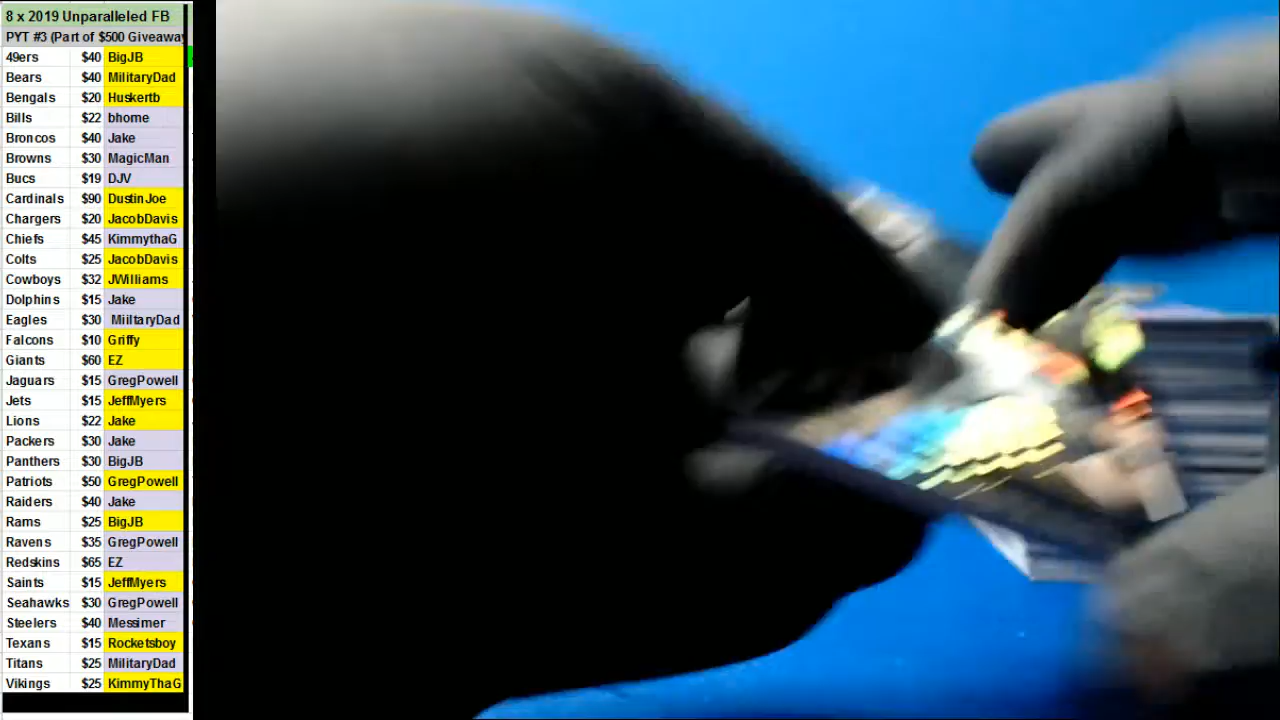 8 x 2019 Unparalleled FB
PYT #3 (Part of $500 Giveaway
49ers $40 BigJB
Bears $40 MilitaryDad
Bengals $20 Huskertb
Bills $22 bhorne
Broncos $40 Jake
Browns $30 MagicMan
Bucs $19 DJV
Cardinals $90 DustinJoe
Chargers $20 JacobDavis
Chiefs $45 KimmythaG
Colts $25 JacobDavis
Cowboys $32 JWilliams
Dolphins $15 Jake
Eagles $30 MiiltaryDad
Falcons $10 Griffy
Giants $60 EZ
Jaguars $15 GregPowell
Jets $15 JeffMyers
Lions $22 Jake
Packers $30 Jake
Panthers $30 BigJB
Patriots $50 GregPowell
Raiders $40 Jake
Rams $25 BigJB
Ravens $35 GregPowell
Redskins $65 EZ
Saints $15 JeffMyers
Seahawks $30 GregPowell
Steelers $40 Messimer
Texans $15 Rocketsboy
Titans $25 MilitaryDad
Vikings $25 KimmyThaG